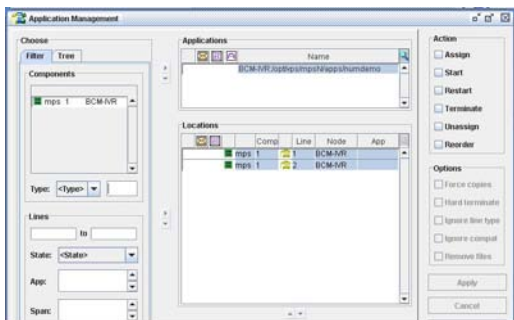 Application Management
Choose
Filter
Tree
Components
mps 1 BCM-IVR
Type: <Type>
Lines
to
State: <State>
App:
Span:
Applications
Name
BCM-IVR:/opt/vps/mps/N/apps/numdemo
Locations
Comp Line Node App
mps 1 1 BCM-IVR
mps 1 2 BCM-IVR
Action
Assign
Start
Restart
Terminate
Unassign
Reorder
Options
Force copies
Hard terminate
Ignore line type
Ignore compat
Remove files
Apply
Cancel